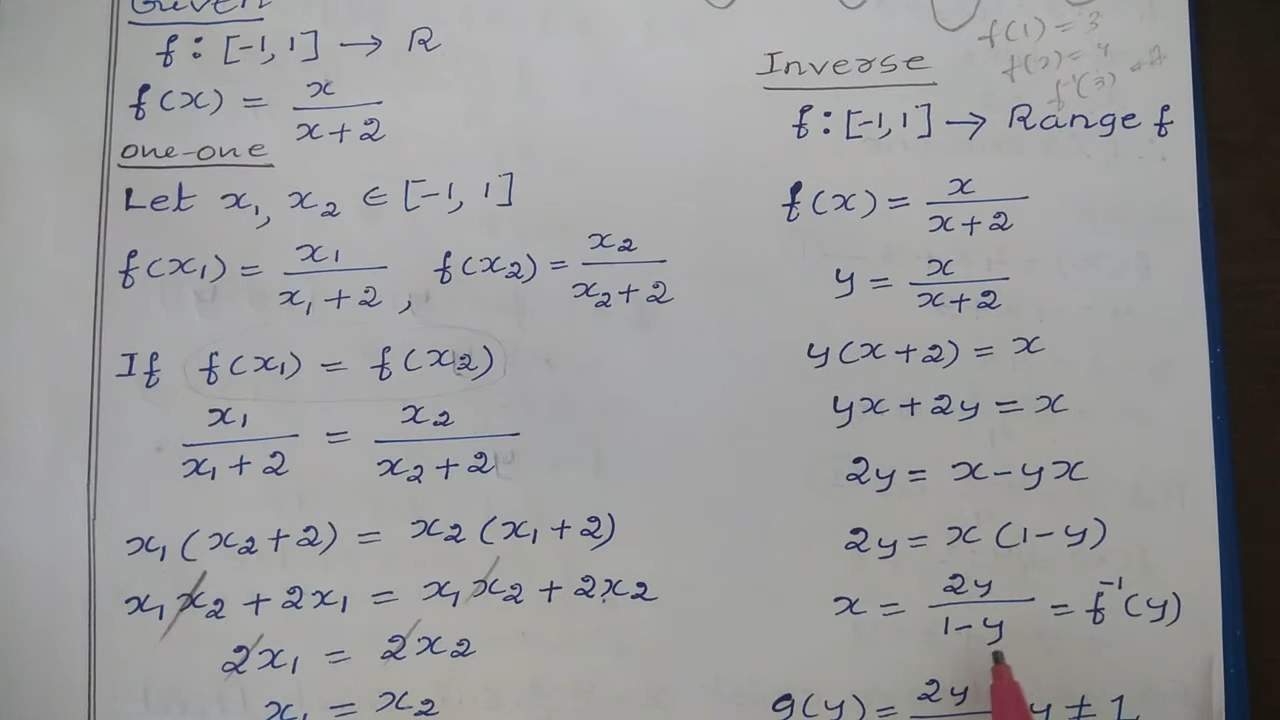 Given
f : [-1, 1] → R
f(x) = x/(x+2)
one-one
Let x₁, x₂ ∈ [-1, 1]
f(x₁) = x₁/(x₁+2), f(x₂) = x₂/(x₂+2)
If f(x₁) = f(x₂)
x₁/(x₁+2) = x₂/(x₂+2)
x₁(x₂+2) = x₂(x₁+2)
x₁x₂ + 2x₁ = x₁x₂ + 2x₂
2x₁ = 2x₂
x₁ = x₂
f(1) = 3
f(2) = 4
Inverse
f : [-1, 1] → Range f
f(x) = x/(x+2)
y = x/(x+2)
y(x+2) = x
yx + 2y = x
2y = x - yx
2y = x(1-y)
x = 2y/(1-y) = f⁻¹(y)
g(y) = 2y y ≠ 1